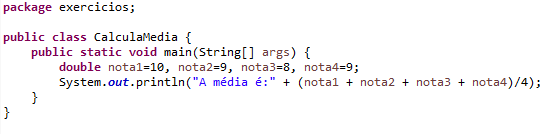 package exercicios;
public class CalculaMedia {
public static void main(String[] args) {
double nota1=10, nota2=9, nota3=8, nota4=9;
System.out.println("A média é:" + (nota1 + nota2 + nota3 + nota4)/4);
}
}